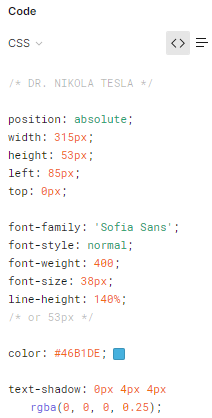 Code
CSS
/* DR. NIKOLA TESLA */
position: absolute;
width: 315px;
height: 53px;
left: 85px;
top: 0px;
font-family: 'Sofia Sans';
font-style: normal;
font-weight: 400;
font-size: 38px;
line-height: 140%;
/* or 53px */
color: #46B1DE;
text-shadow: 0px 4px 4px
rgba(0, 0, 0, 0.25);